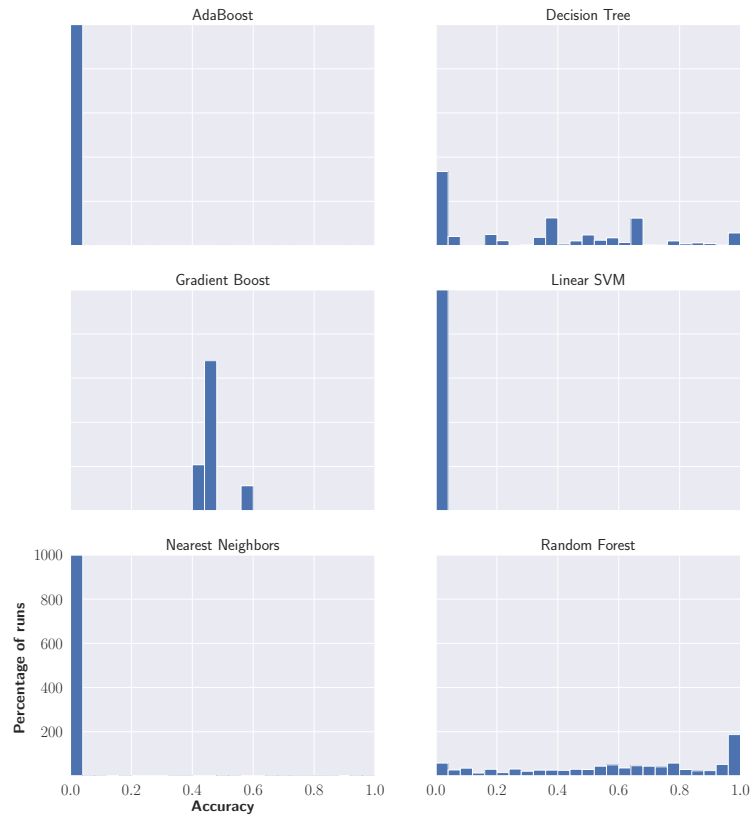 AdaBoost
Decision Tree
Gradient Boost
Linear SVM
Nearest Neighbors
Random Forest
1000
800
600
400
200
Percentage of runs
0.0 0.2 0.4 0.6 0.8 1.0
0.0 0.2 0.4 0.6 0.8 1.0
Accuracy